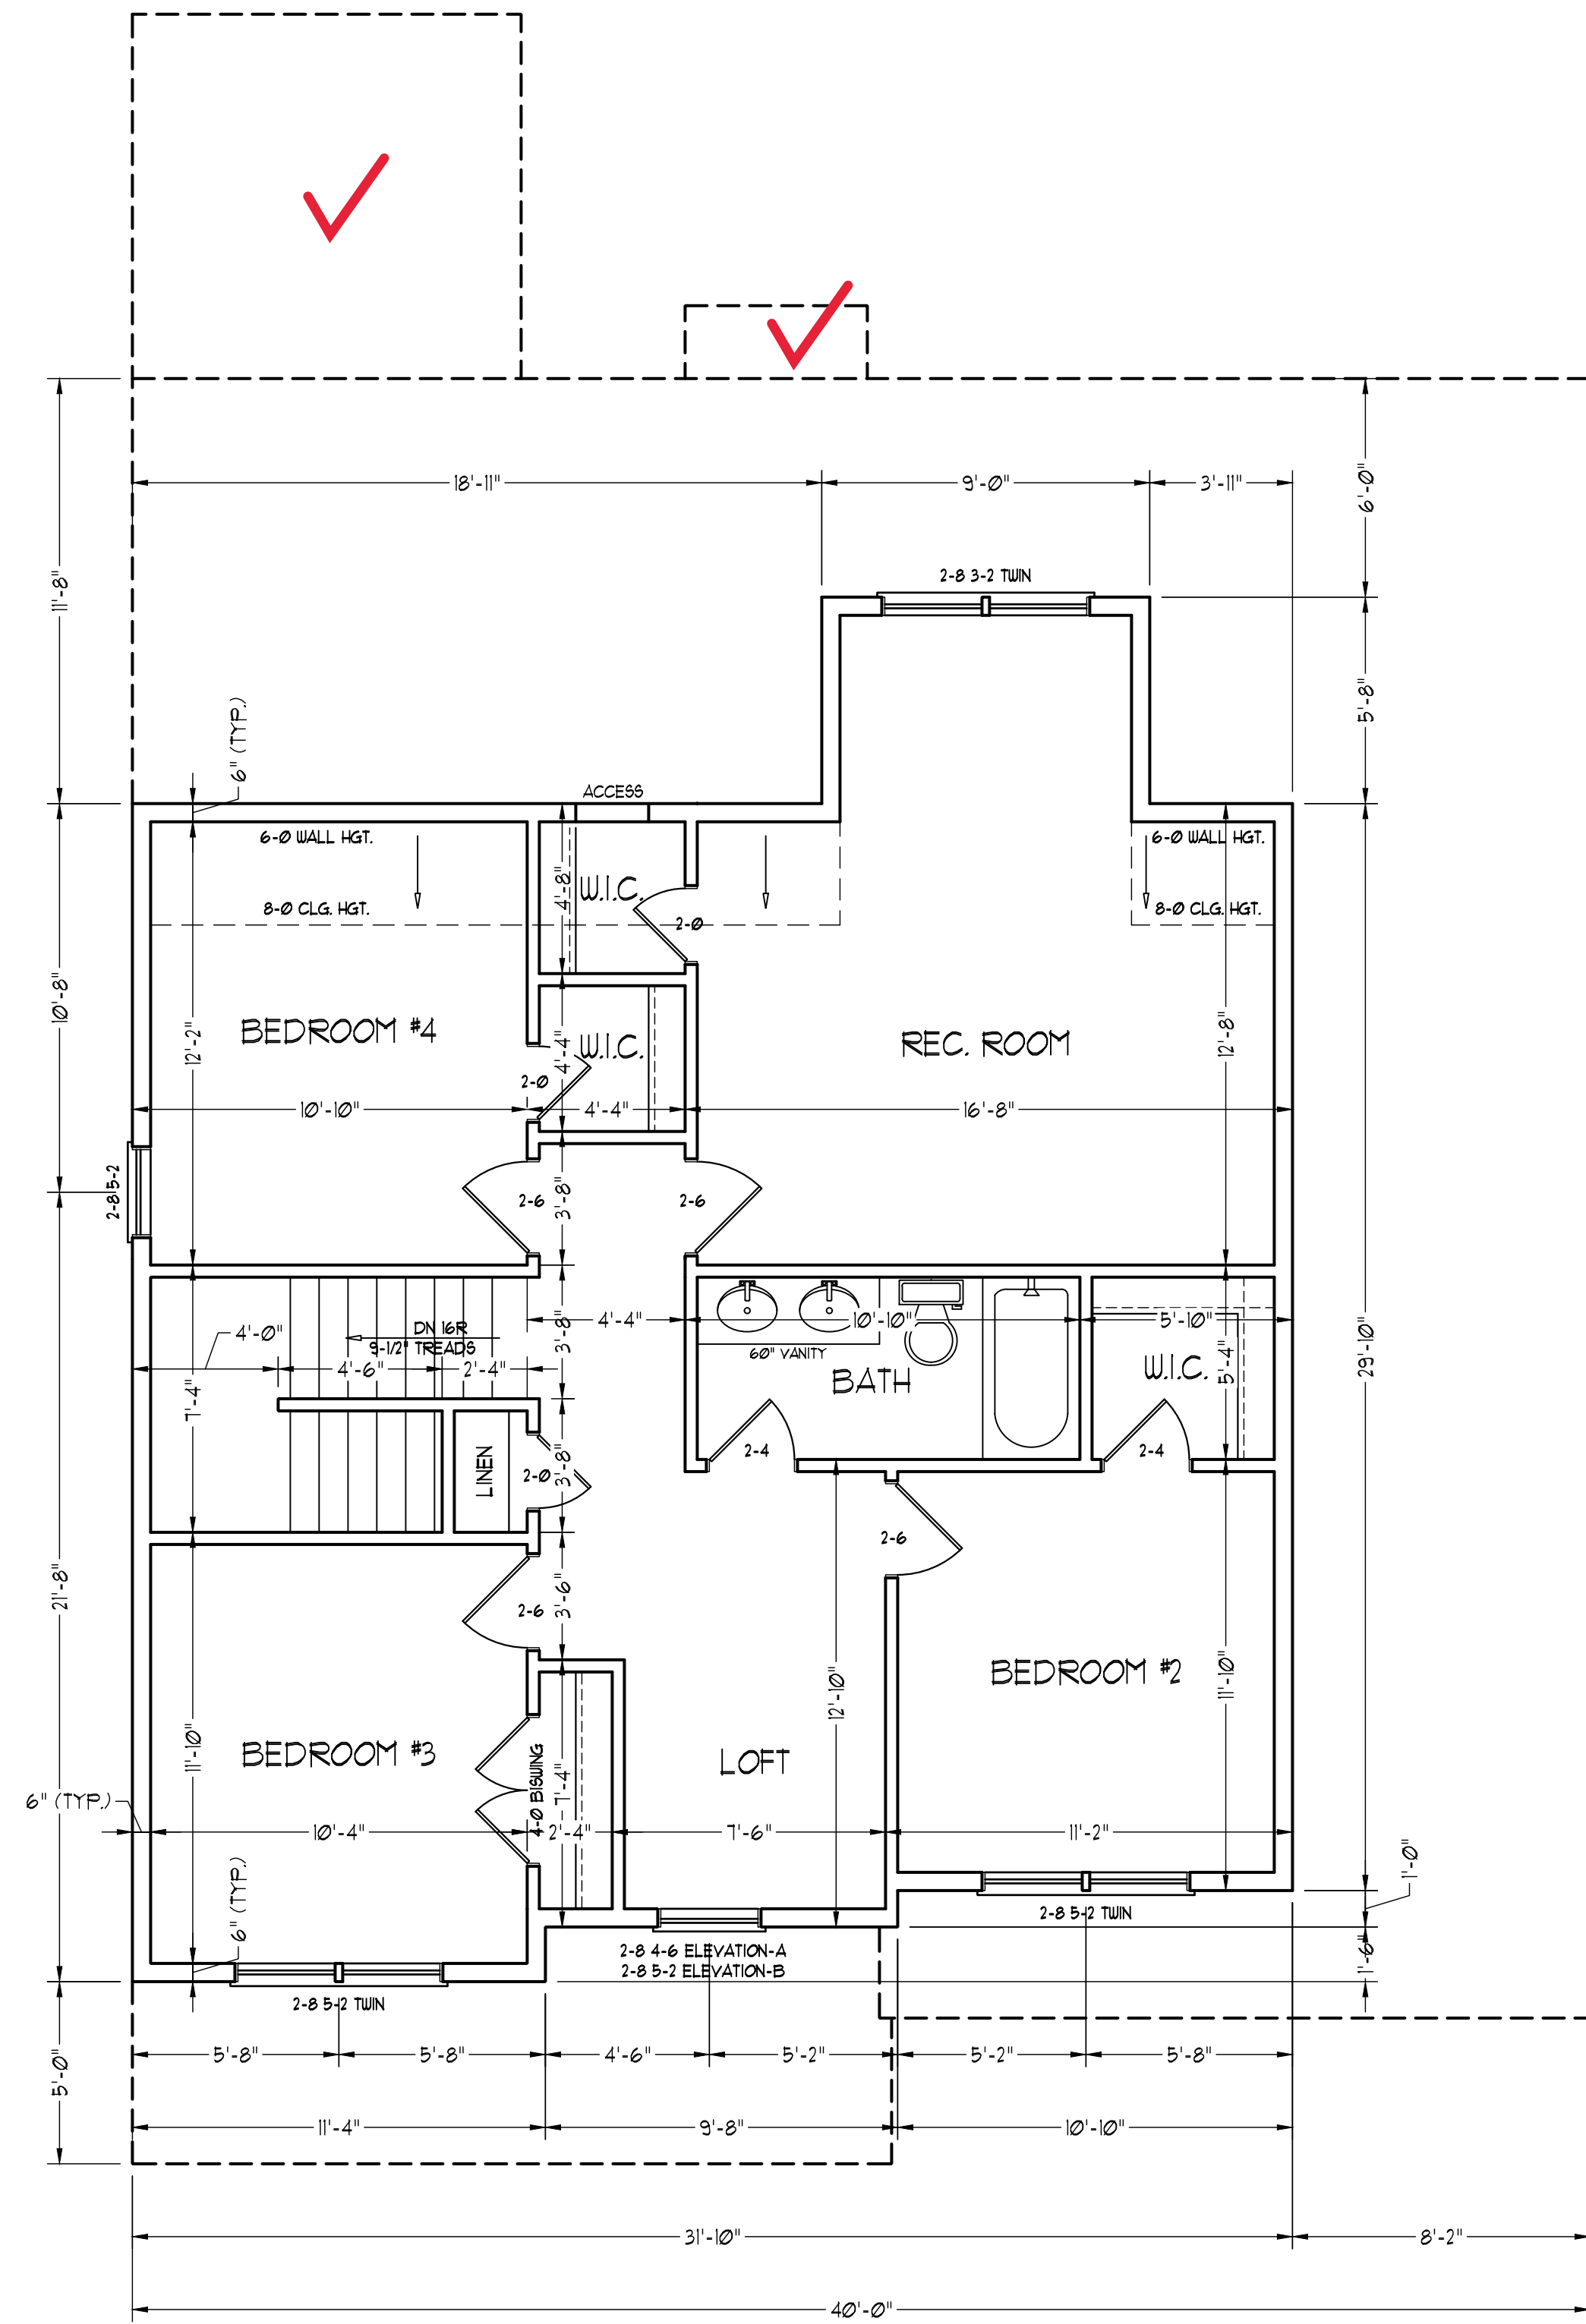 18'-11"
9'-0"
3'-11"
6'-0"
11'-8"
2-8 3-2 TWIN
5'-8"
6" (TYP.)
ACCESS
6-0 WALL HGT.
6-0 WALL HGT.
4'-8"
W.I.C.
8-0 CLG. HGT.
8-0 CLG. HGT.
2-0
10'-8"
BEDROOM #4
12'-2"
4'-4"
W.I.C.
REC. ROOM
12'-8"
2-0
10'-10"
4'-4"
16'-8"
2-8 5-2
2-6
3'-8"
2-6
4'-0"
DN 16R
9-1/2" TREADS
4'-6"
2'-4"
4'-4"
3'-8"
10'-10"
5'-10"
60" VANITY
BATH
W.I.C.
5'-4"
29'-10"
7'-4"
LINEN
2-0
3'-8"
2-4
2-4
2-6
21'-8"
2-6
3'-6"
12'-10"
BEDROOM #2
11'-10"
BEDROOM #3
11'-10"
4-0 BISWING
7'-4"
LOFT
6" (TYP.)
10'-4"
2'-4"
7'-6"
11'-2"
1'-0"
6" (TYP.)
2-8 5-2 TWIN
2-8 4-6 ELEVATION-A
2-8 5-2 ELEVATION-B
1'-6"
2-8 5-2 TWIN
5'-8"
5'-8"
4'-6"
5'-2"
5'-2"
5'-8"
5'-0"
11'-4"
9'-8"
10'-10"
31'-10"
8'-2"
40'-0"